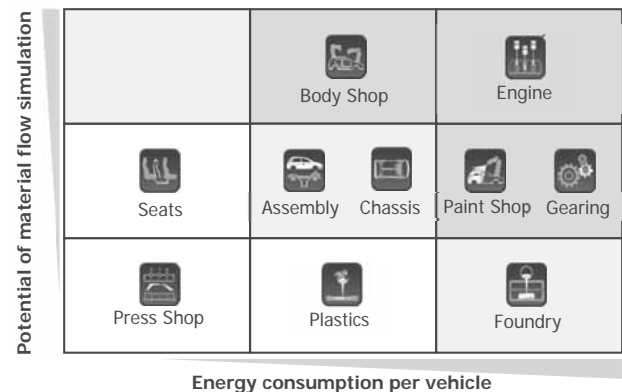 Potential of material flow simulation
Body Shop
Engine
Seats
Assembly
Chassis
Paint Shop
Gearing
Press Shop
Plastics
Foundry
Energy consumption per vehicle